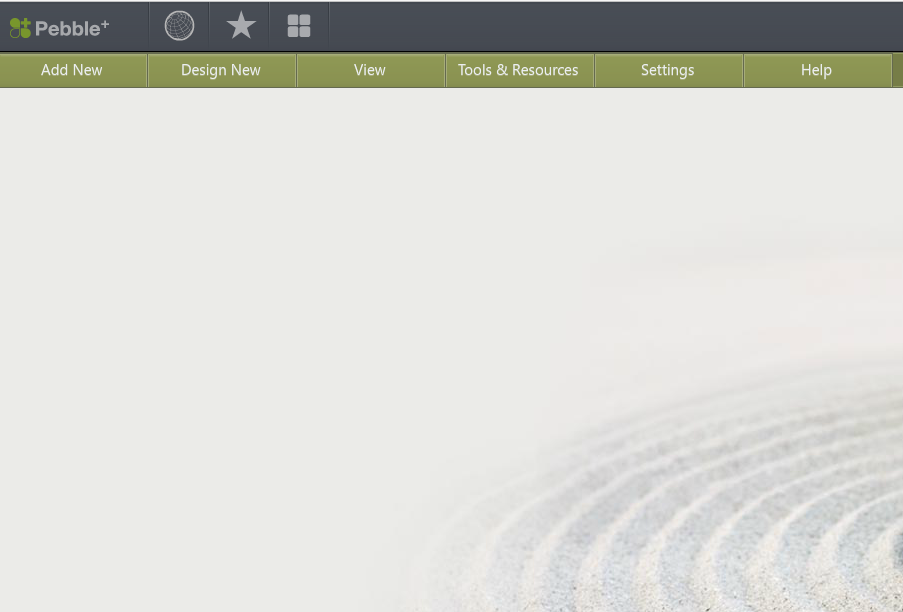 Pebble+
Add New
Design New
View
Tools & Resources
Settings
Help